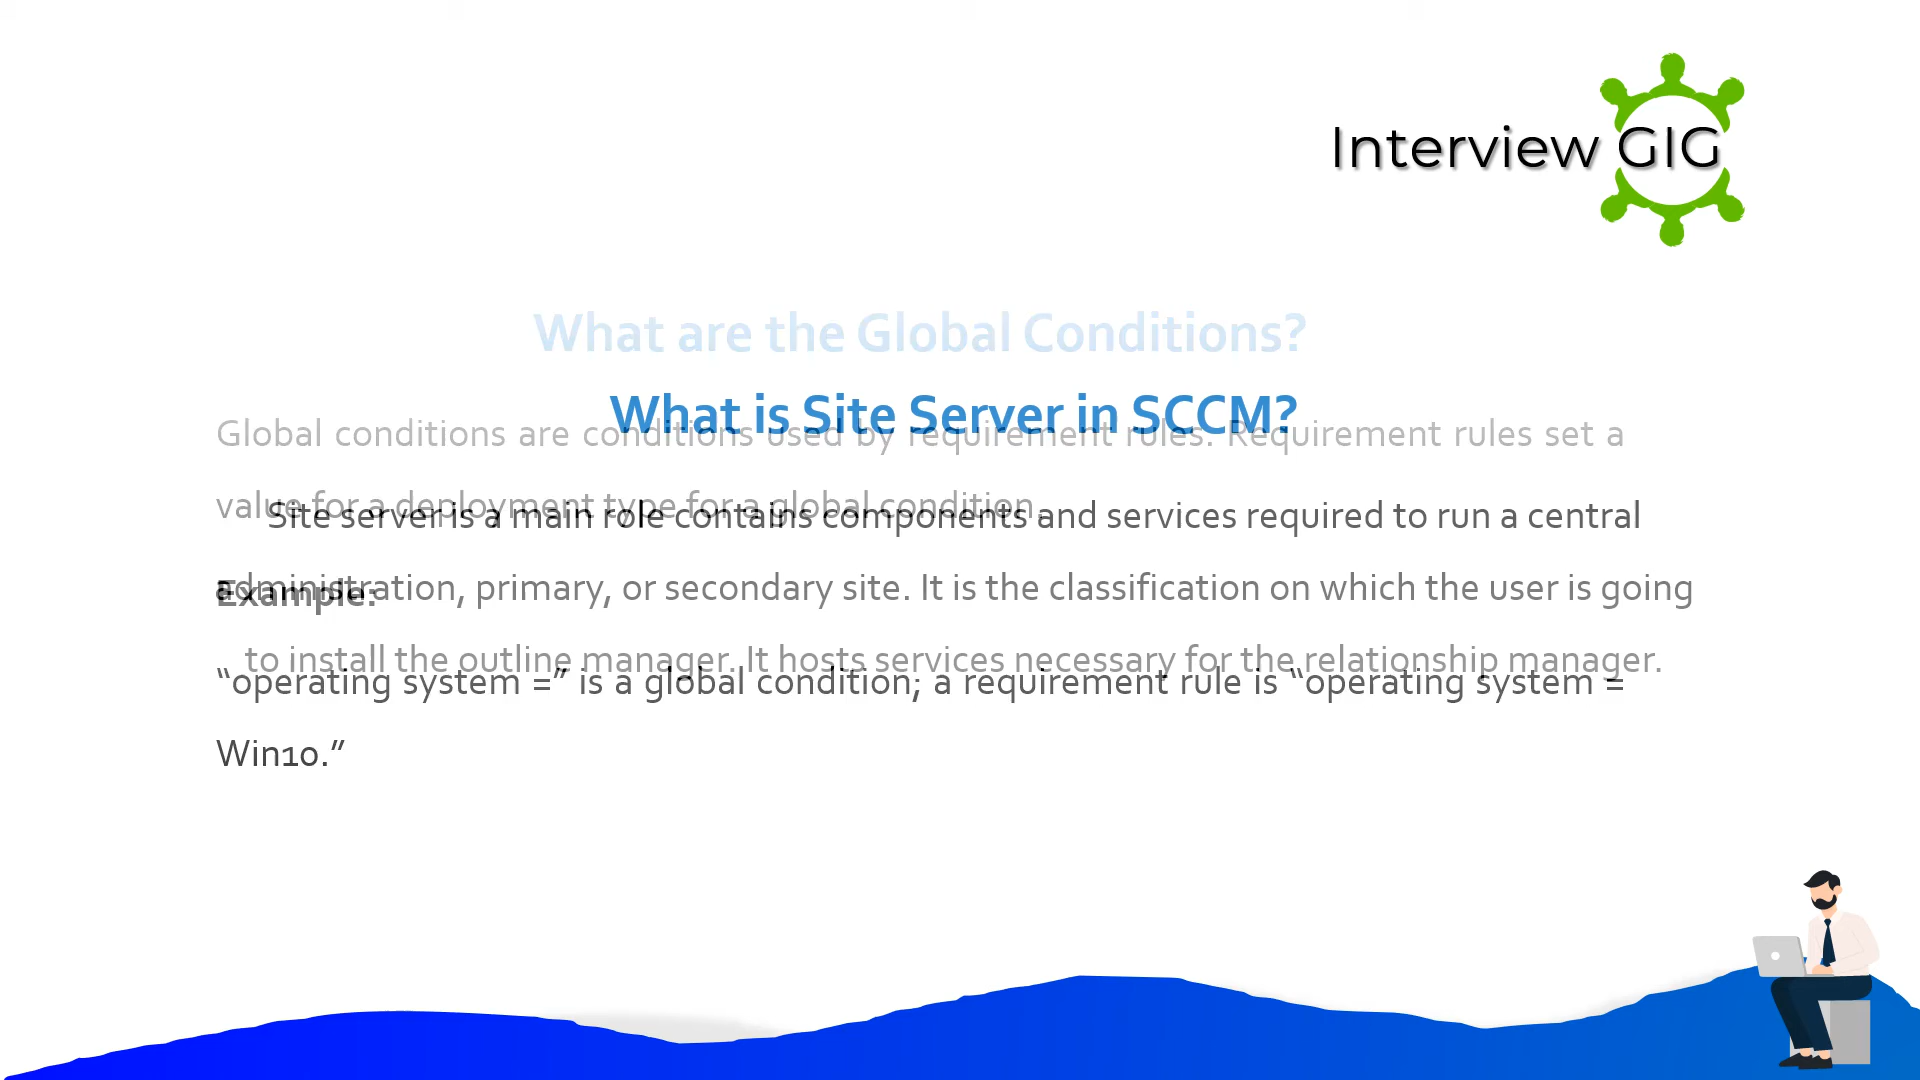 Interview GIG
What are the Global Conditions?
Global conditions are conditions used by requirement rules. Requirement rules set a
value for a deployment type for a global condition.
Example:
“operating system =” is a global condition; a requirement rule is “operating system =
Win10.”
What is Site Server in SCCM?
Site server is a main role contains components and services required to run a central
administration, primary, or secondary site. It is the classification on which the user is going
to install the outline manager. It hosts services necessary for the relationship manager.